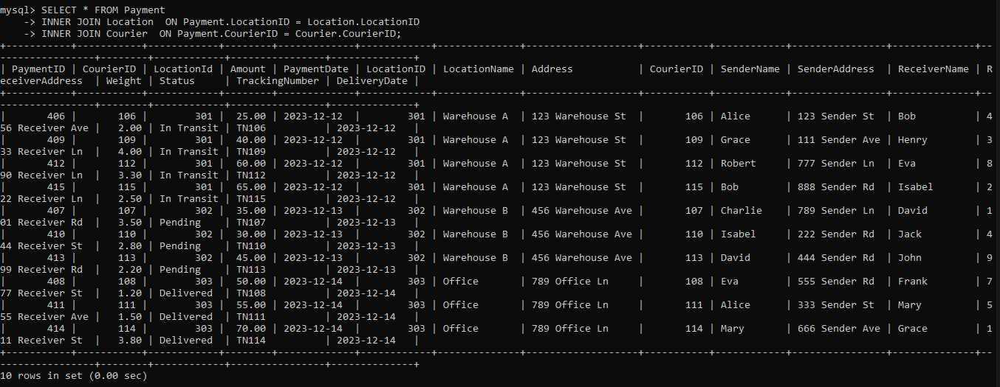 mysql> SELECT * FROM Payment
    -> INNER JOIN Location  ON Payment.LocationID = Location.LocationID
    -> INNER JOIN Courier  ON Payment.CourierID = Courier.CourierID;
+-----------+-----------+------------+--------+-------------+------------+--------------+-------------------+-----------+------------+----------------+--------------+--
----------------+--------+------------+----------------+--------------+
| PaymentID | CourierID | LocationId | Amount | PaymentDate | LocationID | LocationName | Address           | CourierID | SenderName | SenderAddress  | ReceiverName | R
eceiverAddress  | Weight | Status     | TrackingNumber | DeliveryDate |
+-----------+-----------+------------+--------+-------------+------------+--------------+-------------------+-----------+------------+----------------+--------------+--
----------------+--------+------------+----------------+--------------+
|       406 |       106 |        301 |  25.00 | 2023-12-12  |        301 | Warehouse A  | 123 Warehouse St  |       106 | Alice      | 123 Sender St  | Bob          | 4
56 Receiver Ave |   2.00 | In Transit | TN106          | 2023-12-12   |
|       409 |       109 |        301 |  40.00 | 2023-12-12  |        301 | Warehouse A  | 123 Warehouse St  |       109 | Grace      | 111 Sender Ave | Henry        | 3
33 Receiver Ln  |   4.00 | In Transit | TN109          | 2023-12-12   |
|       412 |       112 |        301 |  60.00 | 2023-12-12  |        301 | Warehouse A  | 123 Warehouse St  |       112 | Robert     | 777 Sender Ln  | Eva          | 8
90 Receiver Ln  |   3.30 | In Transit | TN112          | 2023-12-12   |
|       415 |       115 |        301 |  65.00 | 2023-12-12  |        301 | Warehouse A  | 123 Warehouse St  |       115 | Bob        | 888 Sender Rd  | Isabel       | 2
22 Receiver Ln  |   2.50 | In Transit | TN115          | 2023-12-12   |
|       407 |       107 |        302 |  35.00 | 2023-12-13  |        302 | Warehouse B  | 456 Warehouse Ave |       107 | Charlie    | 789 Sender Ln  | David        | 1
01 Receiver Rd  |   3.50 | Pending    | TN107          | 2023-12-13   |
|       410 |       110 |        302 |  30.00 | 2023-12-13  |        302 | Warehouse B  | 456 Warehouse Ave |       110 | Isabel     | 222 Sender Rd  | Jack         | 4
44 Receiver St  |   2.80 | Pending    | TN110          | 2023-12-13   |
|       413 |       113 |        302 |  45.00 | 2023-12-13  |        302 | Warehouse B  | 456 Warehouse Ave |       113 | David      | 444 Sender Rd  | John         | 9
99 Receiver Rd  |   2.20 | Pending    | TN113          | 2023-12-13   |
|       408 |       108 |        303 |  50.00 | 2023-12-14  |        303 | Office       | 789 Office Ln     |       108 | Eva        | 555 Sender Rd  | Frank        | 7
77 Receiver St  |   1.20 | Delivered  | TN108          | 2023-12-14   |
|       411 |       111 |        303 |  55.00 | 2023-12-14  |        303 | Office       | 789 Office Ln     |       111 | Alice      | 333 Sender St  | Mary         | 5
55 Receiver Ave |   1.50 | Delivered  | TN111          | 2023-12-14   |
|       414 |       114 |        303 |  70.00 | 2023-12-14  |        303 | Office       | 789 Office Ln     |       114 | Mary       | 666 Sender Ave | Grace        | 1
11 Receiver St  |   3.80 | Delivered  | TN114          | 2023-12-14   |
+-----------+-----------+------------+--------+-------------+------------+--------------+-------------------+-----------+------------+----------------+--------------+--
----------------+--------+------------+----------------+--------------+
10 rows in set (0.00 sec)